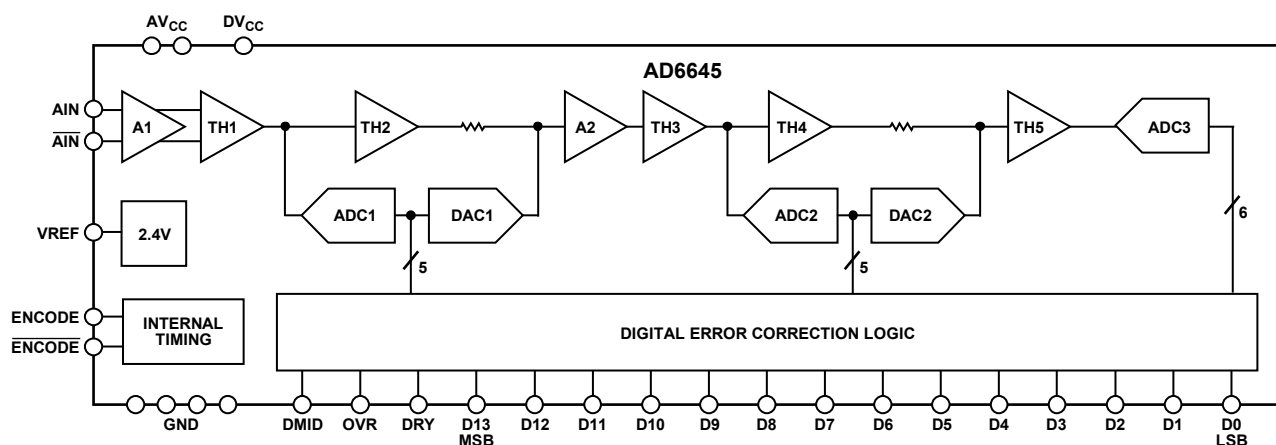 AVCC DVCC
AD6645
AIN A1 TH1 TH2 A2 TH3 TH4 TH5 ADC3
AIN
ADC1 DAC1 ADC2 DAC2
VREF 2.4V 6
5 5
ENCODE INTERNAL
TIMING
ENCODE
DIGITAL ERROR CORRECTION LOGIC
GND DMID OVR DRY D13 D12 D11 D10 D9 D8 D7 D6 D5 D4 D3 D2 D1 D0
MSB LSB